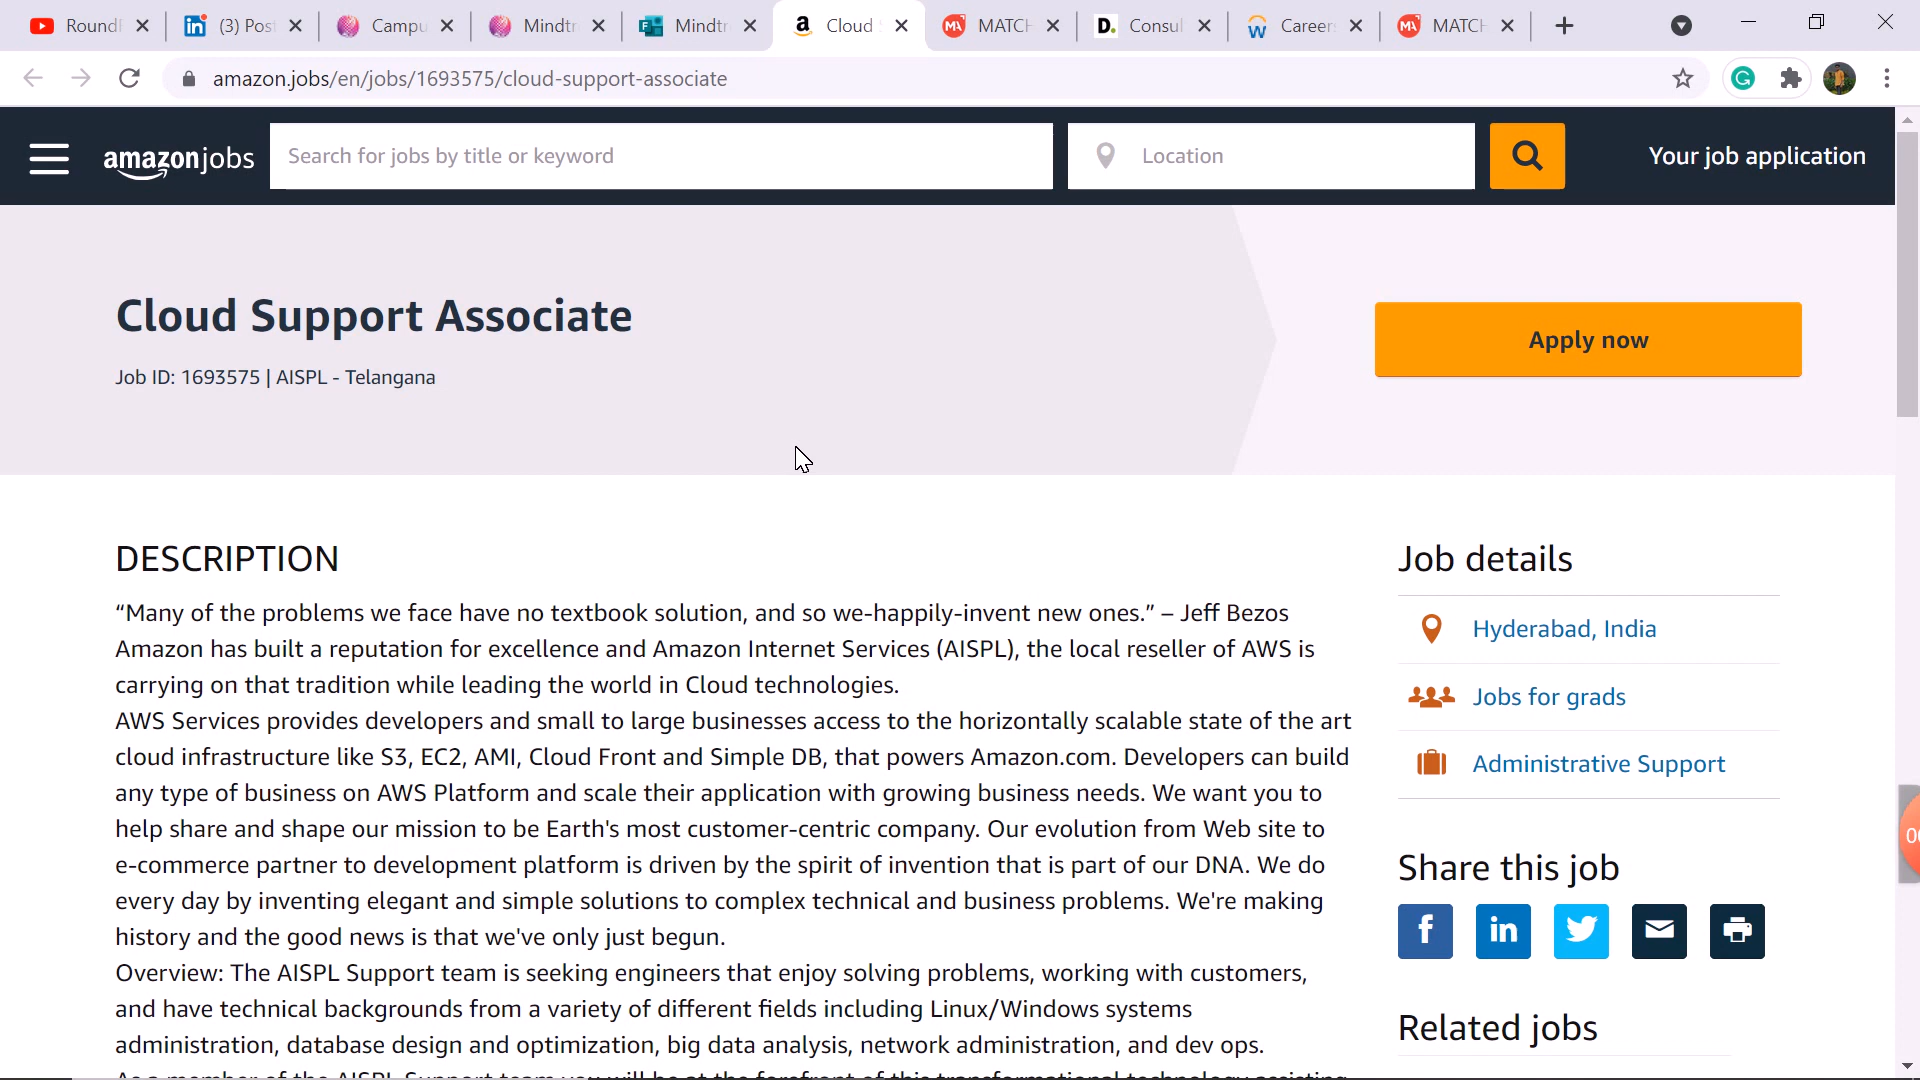 Round
(3) Pos
Campu
Mindtr
Mindtr
Cloud S
MATCH
D. Consul
Career
MATCH
amazon.jobs/en/jobs/1693575/cloud-support-associate
amazonjobs
Search for jobs by title or keyword
Location
Your job application
Cloud Support Associate
Job ID: 1693575 | AISPL - Telangana
Apply now
DESCRIPTION
“Many of the problems we face have no textbook solution, and so we-happily-invent new ones.” – Jeff Bezos
Amazon has built a reputation for excellence and Amazon Internet Services (AISPL), the local reseller of AWS is
carrying on that tradition while leading the world in Cloud technologies.
AWS Services provides developers and small to large businesses access to the horizontally scalable state of the art
cloud infrastructure like S3, EC2, AMI, Cloud Front and Simple DB, that powers Amazon.com. Developers can build
any type of business on AWS Platform and scale their application with growing business needs. We want you to
help share and shape our mission to be Earth's most customer-centric company. Our evolution from Web site to
e-commerce partner to development platform is driven by the spirit of invention that is part of our DNA. We do
every day by inventing elegant and simple solutions to complex technical and business problems. We're making
history and the good news is that we've only just begun.
Overview: The AISPL Support team is seeking engineers that enjoy solving problems, working with customers,
and have technical backgrounds from a variety of different fields including Linux/Windows systems
administration, database design and optimization, big data analysis, network administration, and dev ops.
Job details
Hyderabad, India
Jobs for grads
Administrative Support
Share this job
Related jobs